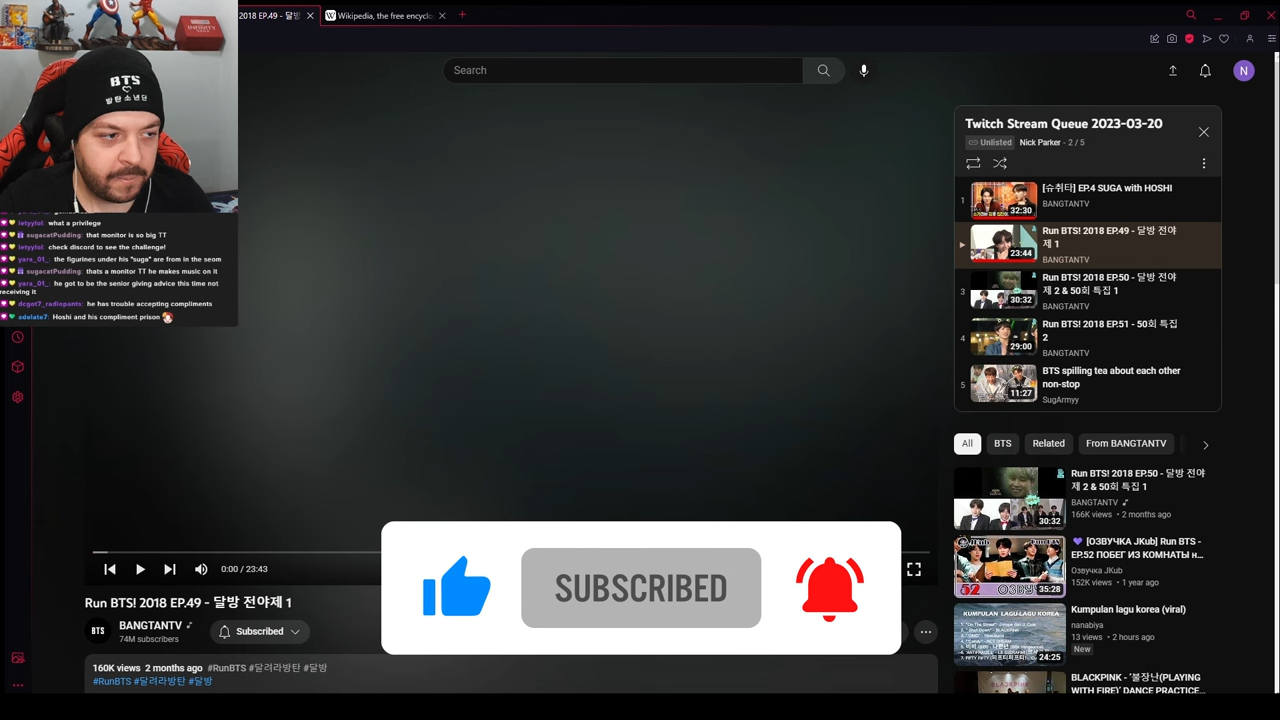 2018 EP.49 - 달방
Wikipedia, the free encyclo
INFINITY
BTS
방탄소년단
letyylol: what a privilege
sugacatPudding: that monitor is so big TT
letyylol: check discord to see the challenge!
yara_01_: the figurines under his "suga" are from in the seom
sugacatPudding: thats a monitor TT he makes music on it
yara_01_: he got to be the senior giving advice this time not
receiving it
dcgot7_radiopants: he has trouble accepting compliments
adelate7: Hoshi and his compliment prison
Search
N
Twitch Stream Queue 2023-03-20
Unlisted Nick Parker - 2 / 5
1
[슈취타] EP.4 SUGA with HOSHI
BANGTANTV
32:30
Run BTS! 2018 EP.49 - 달방 전야
제 1
BANGTANTV
23:44
3
Run BTS! 2018 EP.50 - 달방 전야
제 2 & 50회 특집 1
BANGTANTV
30:32
4
Run BTS! 2018 EP.51 - 50회 특집
2
BANGTANTV
29:00
5
BTS spilling tea about each other
non-stop
SugArmyy
11:27
All BTS Related From BANGTANTV
Run BTS! 2018 EP.50 - 달방 전야
제 2 & 50회 특집 1
BANGTANTV
166K views • 2 months ago
30:32
[ОЗВУЧКА JKub] Run BTS -
EP.52 ПОБЕГ ИЗ КОМНАТЫ н...
Озвучка JKub
152K views • 1 year ago
52
35:28
Kumpulan lagu korea (viral)
nanabiya
13 views • 2 hours ago
New
KUMPULAN LAGU-LAGU KOREA
24:25
BLACKPINK - '불장난(PLAYING
WITH FIRE)' DANCE PRACTICE...
0:00 / 23:43
SUBSCRIBED
Run BTS! 2018 EP.49 - 달방 전야제 1
BTS
BANGTANTV
74M subscribers
Subscribed
160K views 2 months ago #RunBTS #달려라방탄 #달방
#RunBTS #달려라방탄 #달방